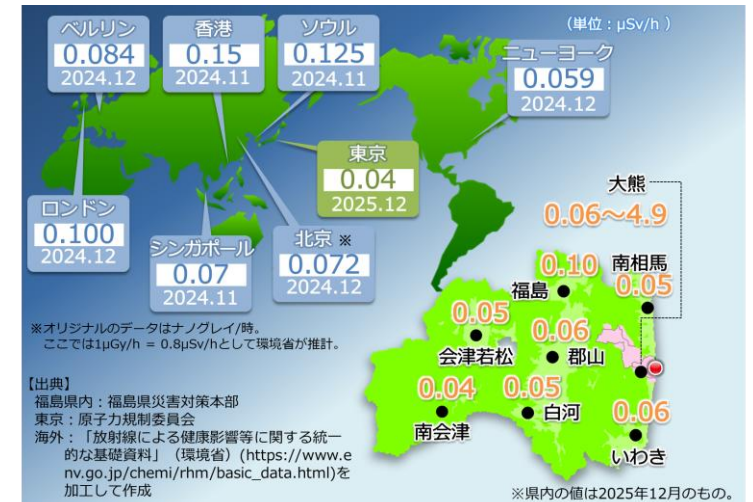 （単位：μSv/h ）
ベルリン
0.084
2024.12
香港
0.15
2024.11
ソウル
0.125
2024.11
ニューヨーク
0.059
2024.12
東京
0.04
2025.12
ロンドン
0.100
2024.12
シンガポール
0.07
2024.11
北京 ※
0.072
2024.12
※オリジナルのデータはナノグレイ/時。
ここでは1μGy/h = 0.8μSv/hとして環境省が推計。
【出典】
福島県内：福島県災害対策本部
東京：原子力規制委員会
海外：「放射線による健康影響等に関する統一
的な基礎資料」（環境省）(https://www.e
nv.go.jp/chemi/rhm/basic_data.html)を
加工して作成
大熊
0.06～4.9
0.10
福島
南相馬
0.05
0.05
会津若松
0.06
郡山
0.04
南会津
0.05
白河
0.06
いわき
※県内の値は2025年12月のもの。